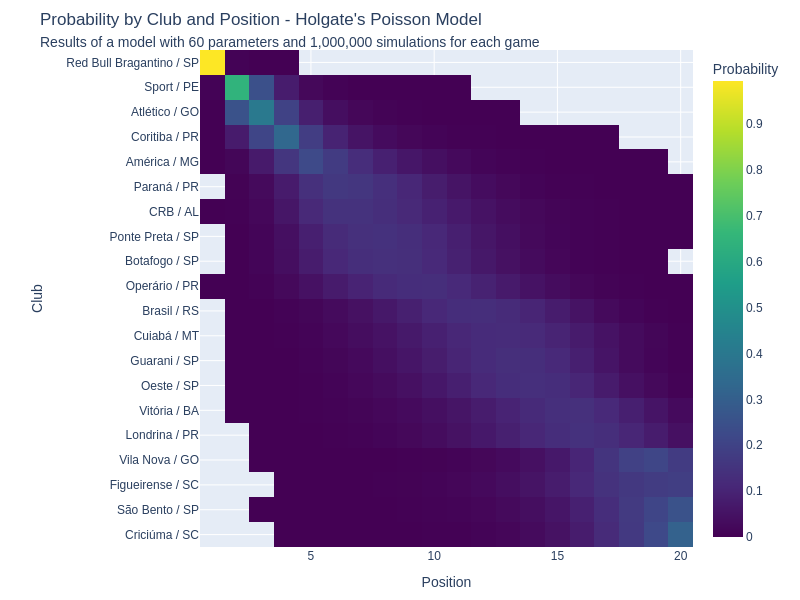 Probability by Club and Position - Holgate's Poisson Model
Results of a model with 60 parameters and 1,000,000 simulations for each game
Probability
Red Bull Bragantino / SP
Sport / PE
Atlético / GO
Coritiba / PR
América / MG
Paraná / PR
CRB / AL
Ponte Preta / SP
Botafogo / SP
Operário / PR
Brasil / RS
Cuiabá / MT
Guarani / SP
Oeste / SP
Vitória / BA
Londrina / PR
Vila Nova / GO
Figueirense / SC
São Bento / SP
Criciúma / SC
Club
5
10
15
20
Position
0.9
0.8
0.7
0.6
0.5
0.4
0.3
0.2
0.1
0